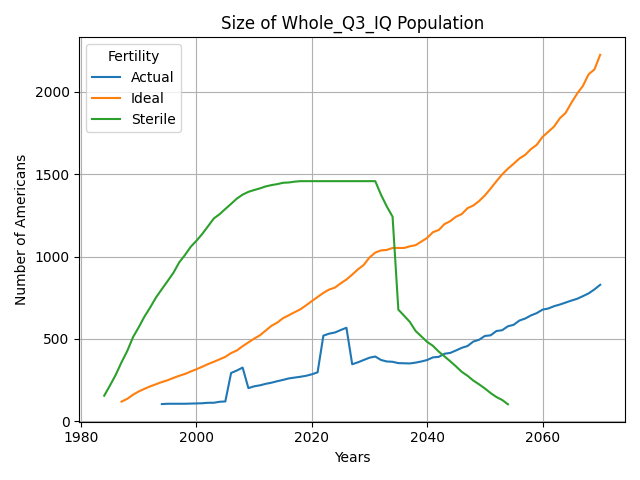 Size of Whole_Q3_IQ Population
Fertility
Actual
Ideal
Sterile
Number of Americans
2000
1500
1000
500
0
1980
2000
2020
2040
2060
Years